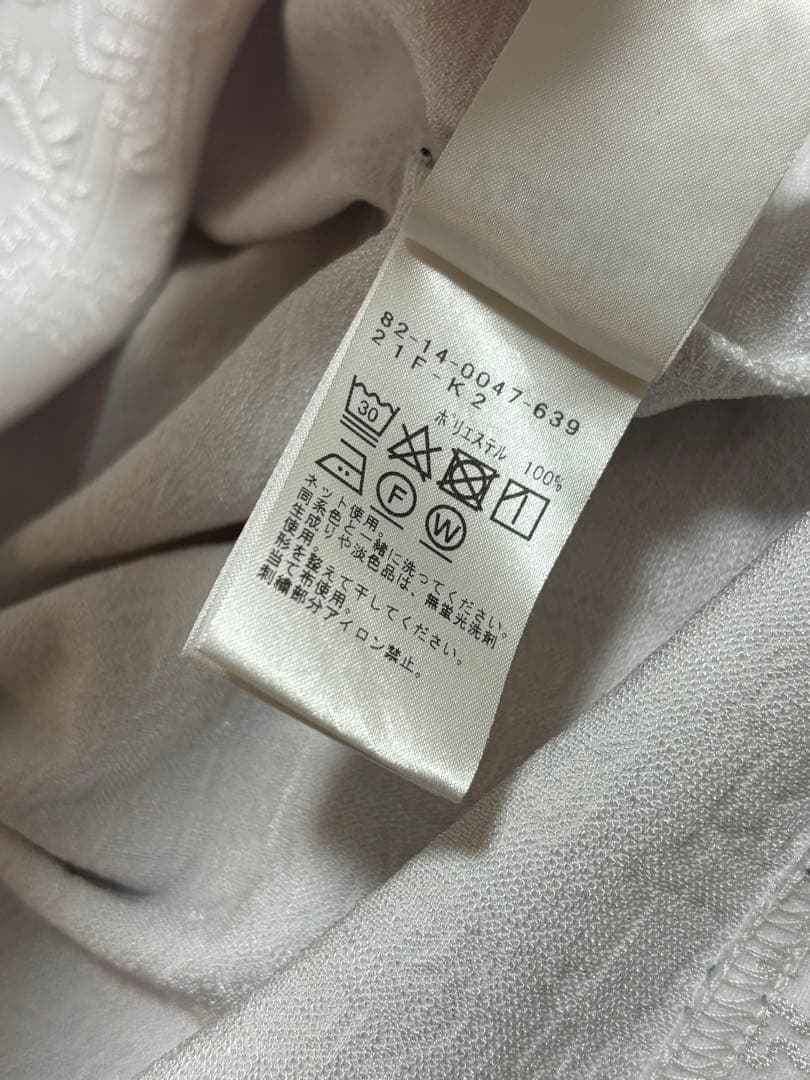 82-14-0047-639
21F-K2
ポリエステル 100%
30
F
W
ネット使用。
同系色と一緒に洗ってください。
生成りや淡色品は、無蛍光洗剤
使用。
形を整えて干してください。
当て布使用。
刺繍部分アイロン禁止。